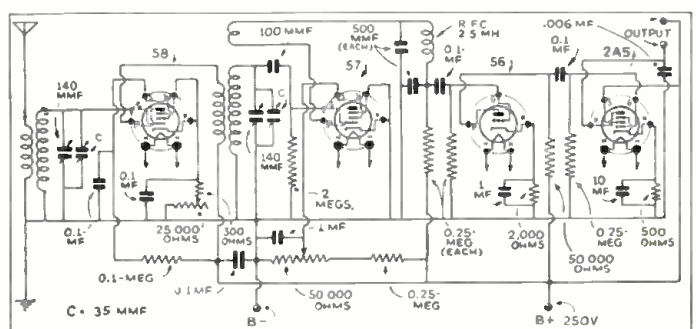 140 MMF
58
100 MMF
500 MMF (EACH)
57
R F C 2 5 MH
0.1- MF
56
.006 MF
OUTPUT
0.1 MF
2A5
C
C
140 MMF
0.1- MF
0.1 MF
25,000 OHMS
300 OHMS
2 MEGS.
.1 MF
0.25- MEG (EACH)
1 MF
2,000 OHMS
10 MF
0.25- MEG
500 OHMS
50 000 OHMS
0.1-MEG
0.1 MF
50 000 OHMS
0.25- MEG
C = 35 MMF
B-
B+ 250V